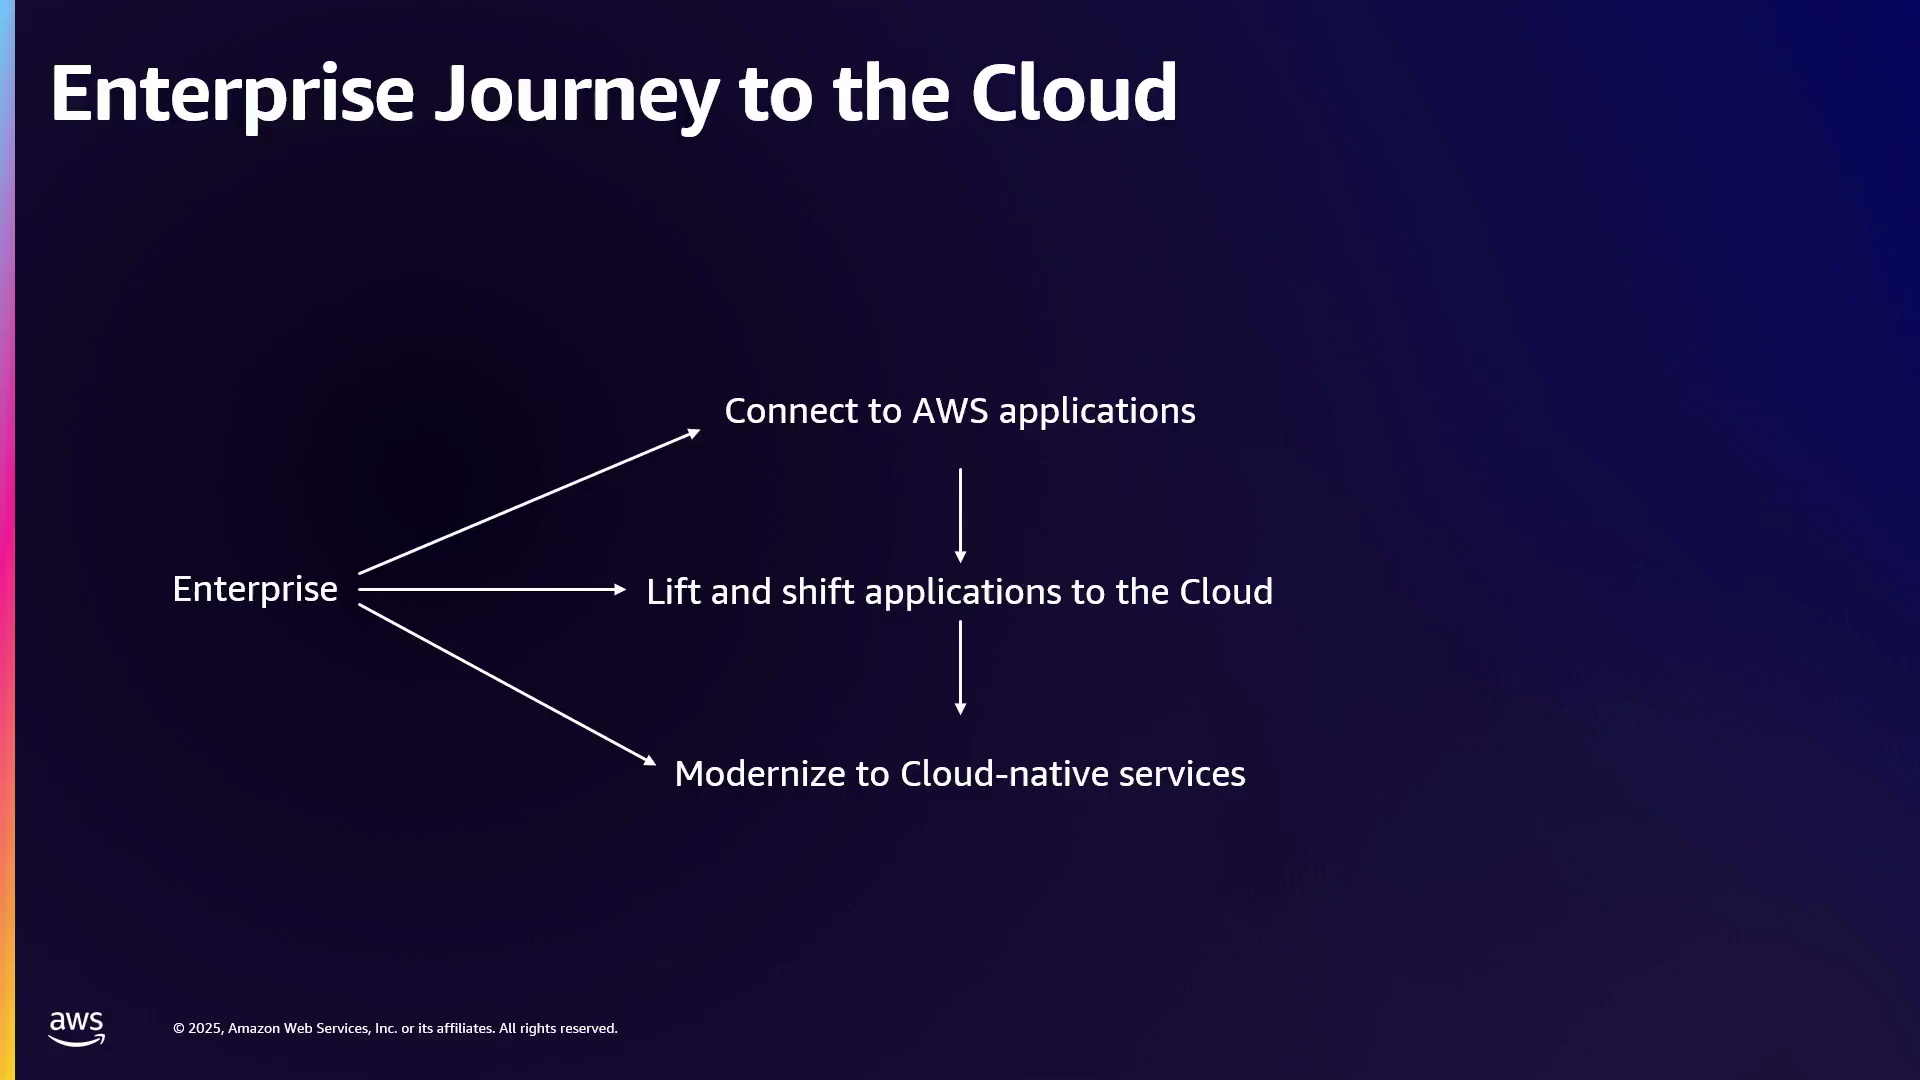 Enterprise Journey to the Cloud
Connect to AWS applications
Enterprise
Lift and shift applications to the Cloud
Modernize to Cloud-native services
aws
© 2025, Amazon Web Services, Inc. or its affiliates. All rights reserved.